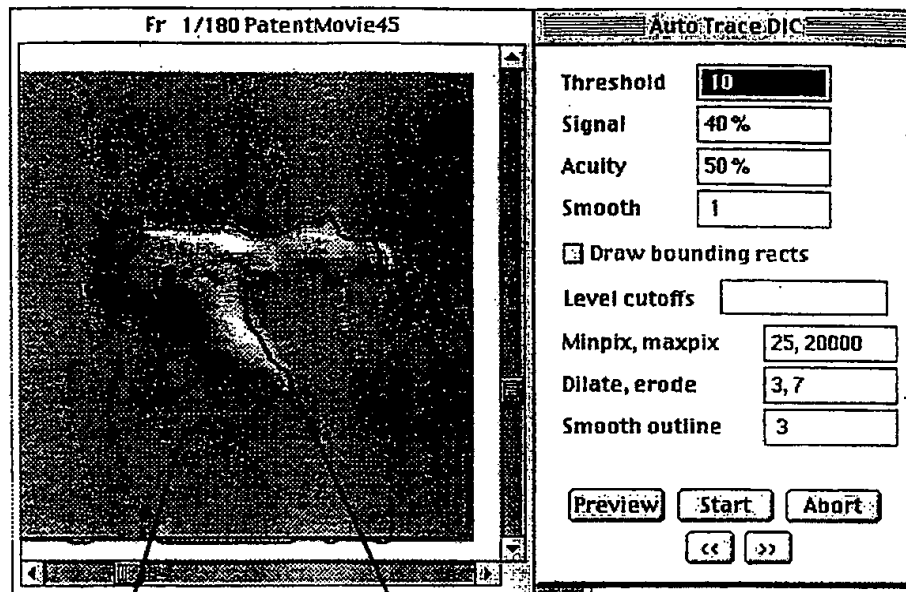 Fr 1/180 PatentMovie45
Auto Trace DIC
Threshold 10
Signal 40%
Acuity 50%
Smooth 1
Draw bounding rects
Level cutoffs
Minpix, maxpix 25, 20000
Dilate, erode 3, 7
Smooth outline 3
Preview Start Abort
<< >>